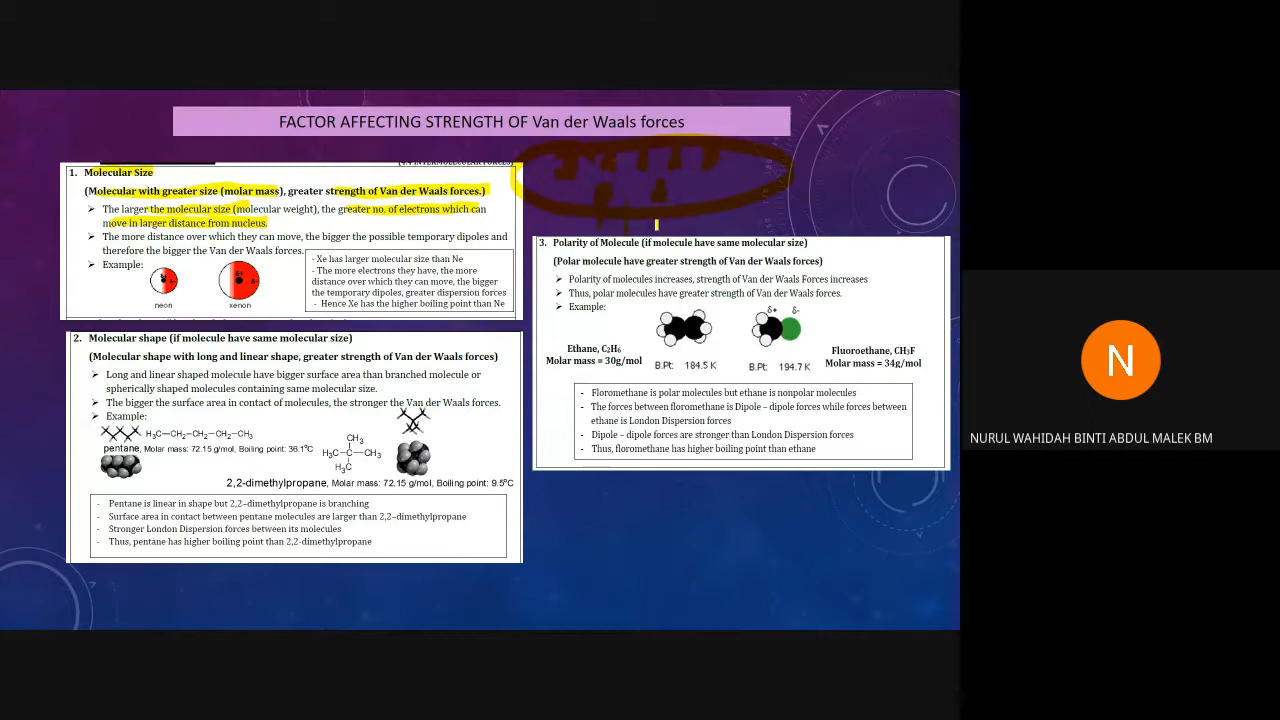 FACTOR AFFECTING STRENGTH OF Van der Waals forces
1. Molecular Size
(Molecular with greater size (molar mass), greater strength of Van der Waals forces.)
➢ The larger the molecular size (molecular weight), the greater no. of electrons which can
move in larger distance from nucleus.
➢ The more distance over which they can move, the bigger the possible temporary dipoles and
therefore the bigger the Van der Waals forces.
➢ Example:
neon
xenon
- Xe has larger molecular size than Ne
- The more electrons they have, the more
distance over which they can move, the bigger
the temporary dipoles, greater dispersion forces
- Hence Xe has the higher boiling point than Ne
2. Molecular shape (if molecule have same molecular size)
(Molecular shape with long and linear shape, greater strength of Van der Waals forces)
➢ Long and linear shaped molecule have bigger surface area than branched molecule or
spherically shaped molecules containing same molecular size.
➢ The bigger the surface area in contact of molecules, the stronger the Van der Waals forces.
➢ Example:
H₃C—CH₂—CH₂—CH₂—CH₃
pentane, Molar mass: 72.15 g/mol, Boiling point: 36.1°C
CH₃
H₃C—C—CH₃
H₃C
2,2-dimethylpropane, Molar mass: 72.15 g/mol, Boiling point: 9.5°C
- Pentane is linear in shape but 2,2–dimethylpropane is branching
- Surface area in contact between pentane molecules are larger than 2,2–dimethylpropane
- Stronger London Dispersion forces between its molecules
- Thus, pentane has higher boiling point than 2,2-dimethylpropane
3. Polarity of Molecule (if molecule have same molecular size)
(Polar molecule have greater strength of Van der Waals forces)
➢ Polarity of molecules increases, strength of Van der Waals Forces increases
➢ Thus, polar molecules have greater strength of Van der Waals forces.
➢ Example:
δ+ δ-
Ethane, C₂H₆
Molar mass = 30g/mol
B.Pt: 184.5 K
B.Pt: 194.7 K
Fluoroethane, CH₃F
Molar mass = 34g/mol
- Floromethane is polar molecules but ethane is nonpolar molecules
- The forces between floromethane is Dipole – dipole forces while forces between
ethane is London Dispersion forces
- Dipole – dipole forces are stronger than London Dispersion forces
- Thus, floromethane has higher boiling point than ethane
N
NURUL WAHIDAH BINTI ABDUL MALEK BM